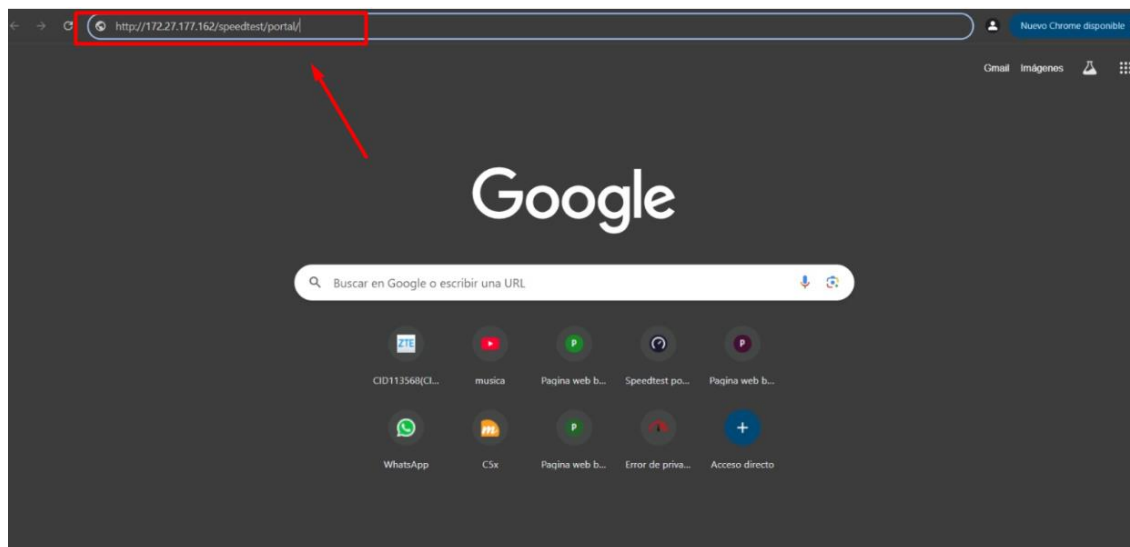 http://172.27.177.162/speedtest/portal/
Nuevo Chrome disponible
Gmail Imágenes
Google
Buscar en Google o escribir una URL
ZTE
P
P
CID113568(CI...
musica
Pagina web b...
Speedtest po...
Pagina web b...
m
P
WhatsApp
C5x
Pagina web b...
Error de priva...
Acceso directo